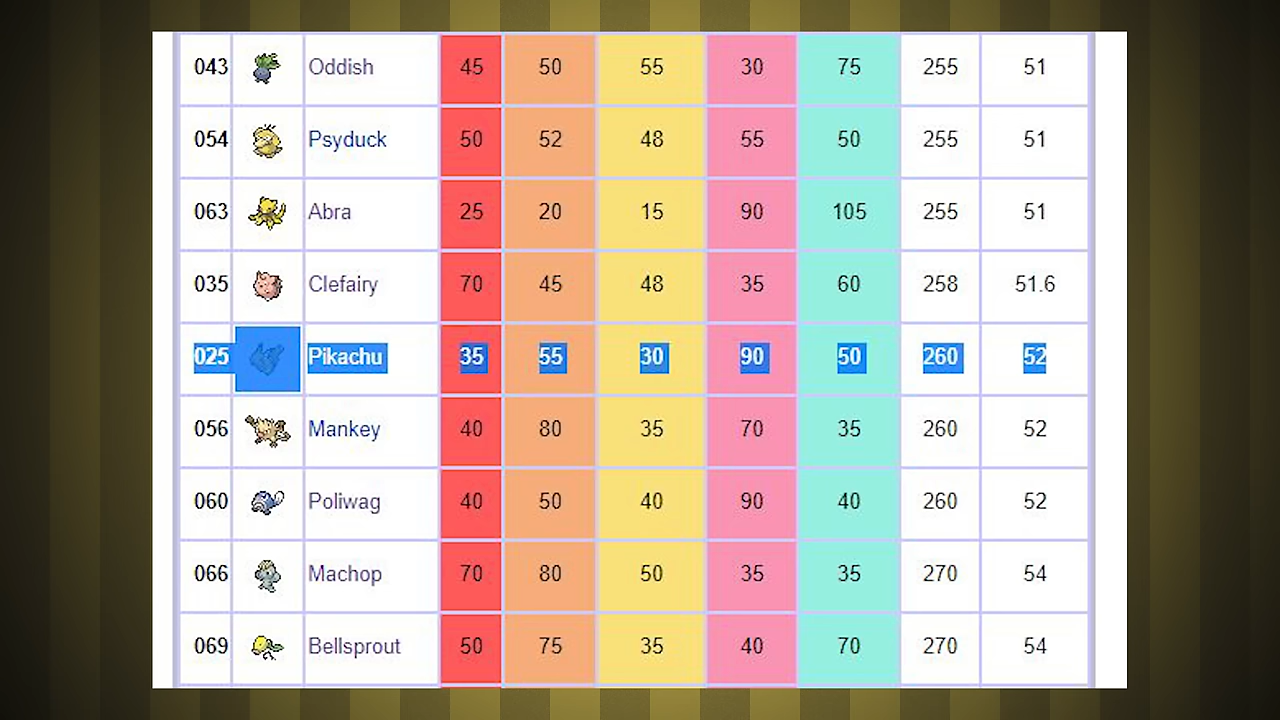 043 Oddish 45 50 55 30 75 255 51
054 Psyduck 50 52 48 55 50 255 51
063 Abra 25 20 15 90 105 255 51
035 Clefairy 70 45 48 35 60 258 51.6
025 Pikachu 35 55 30 90 50 260 52
056 Mankey 40 80 35 70 35 260 52
060 Poliwag 40 50 40 90 40 260 52
066 Machop 70 80 50 35 35 270 54
069 Bellsprout 50 75 35 40 70 270 54